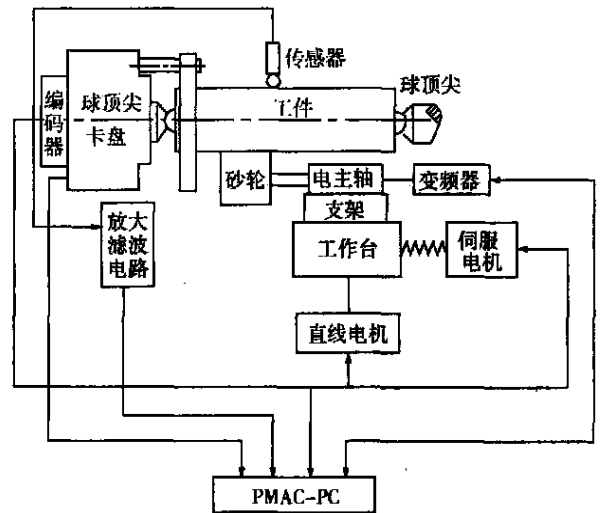 传感器
球顶尖
编
码
器
球顶尖
卡盘
工件
砂轮
电主轴
变频器
支架
放大
滤波
电路
工作台
伺服
电机
直线电机
PMAC-PC